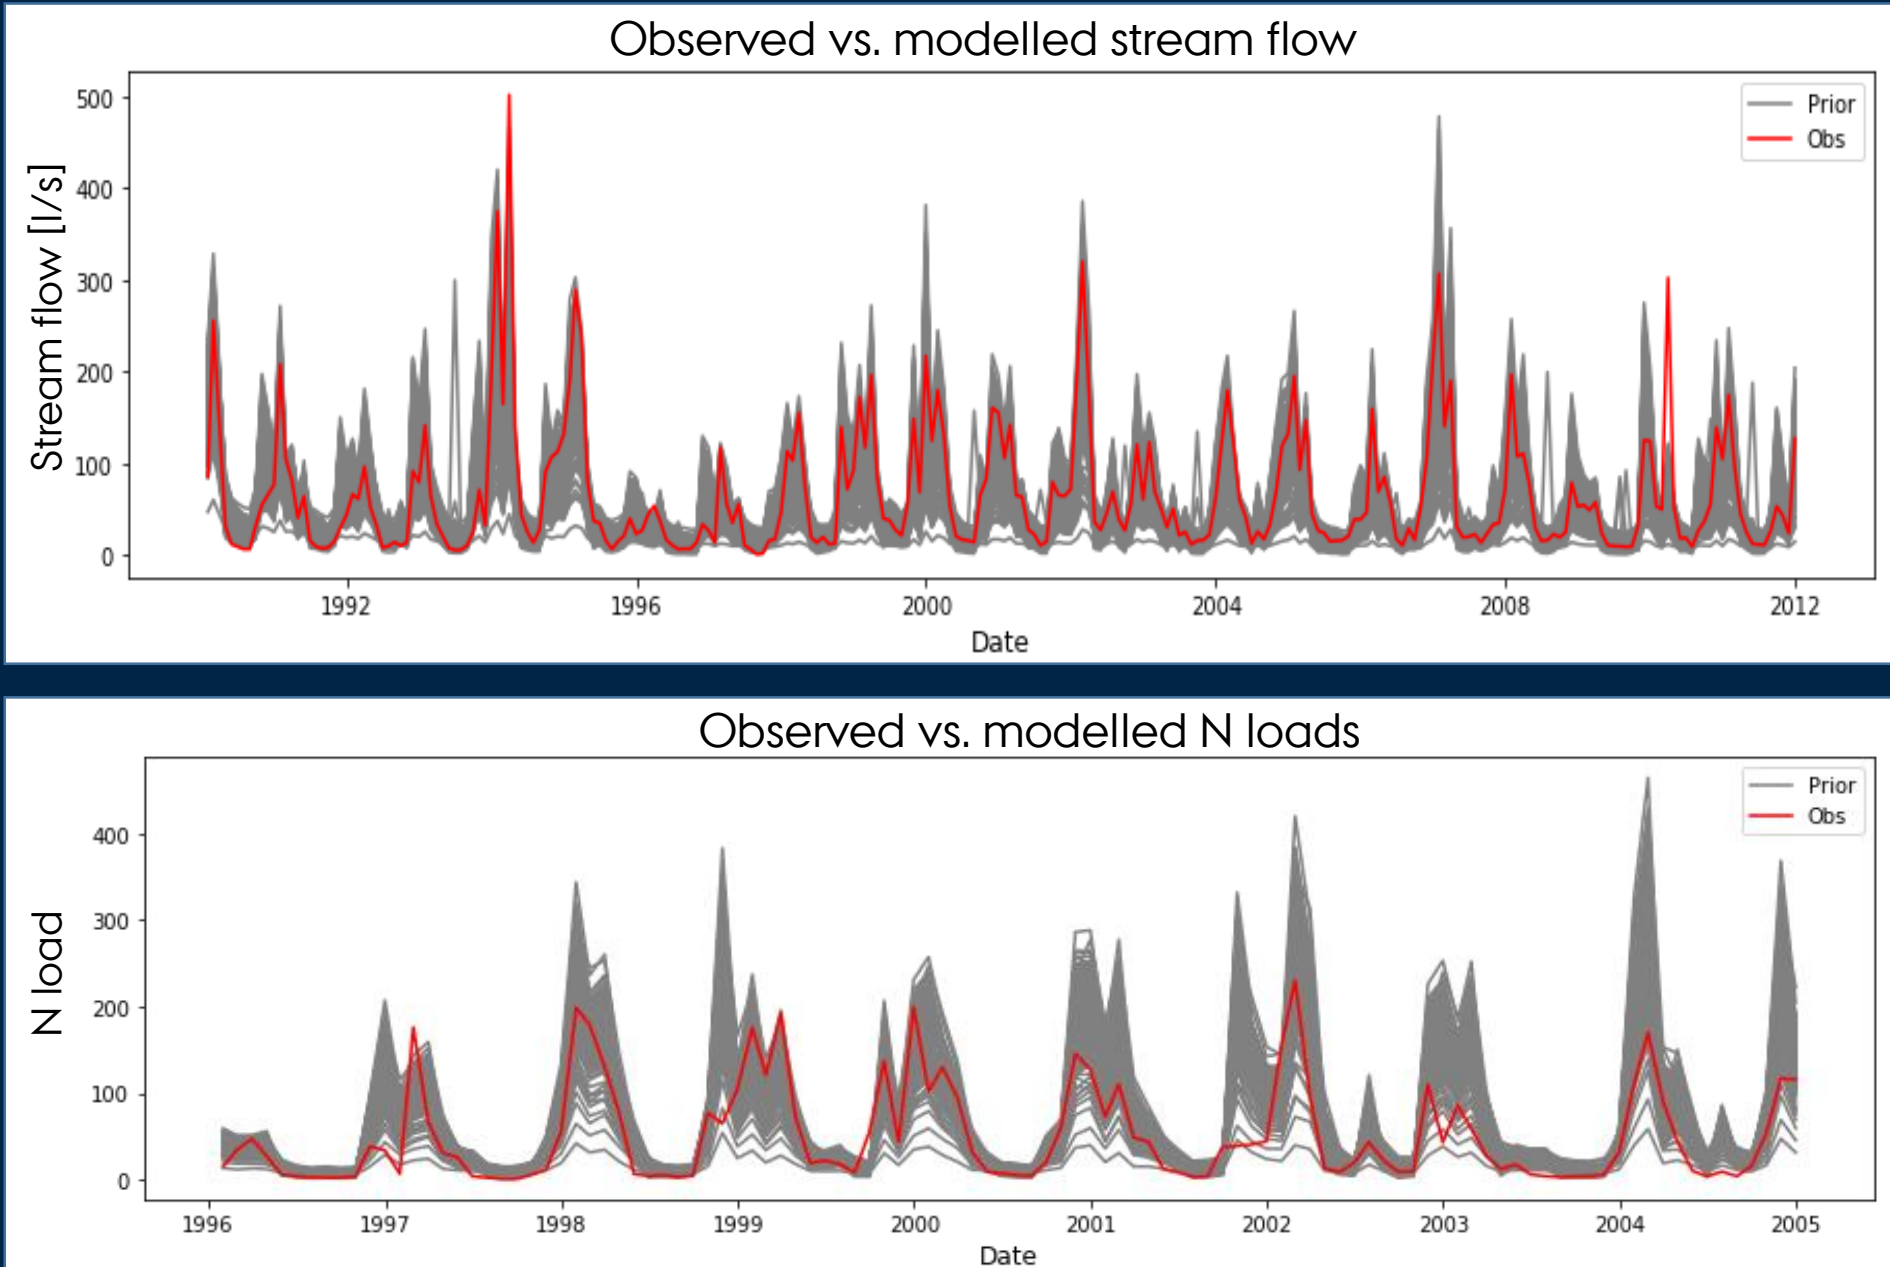 Observed vs. modelled stream flow
Stream flow [l/s]
500
400
300
200
100
0
Prior
Obs
1992 1996 2000 2004 2008 2012
Date
Observed vs. modelled N loads
N load
400
300
200
100
0
Prior
Obs
1996 1997 1998 1999 2000 2001 2002 2003 2004 2005
Date